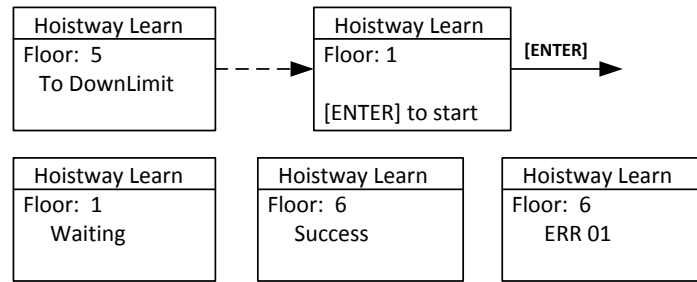 Hoistway Learn
Floor: 5
To DownLimit
Hoistway Learn
Floor: 1
[ENTER] to start
[ENTER]
Hoistway Learn
Floor: 1
Waiting
Hoistway Learn
Floor: 6
Success
Hoistway Learn
Floor: 6
ERR 01